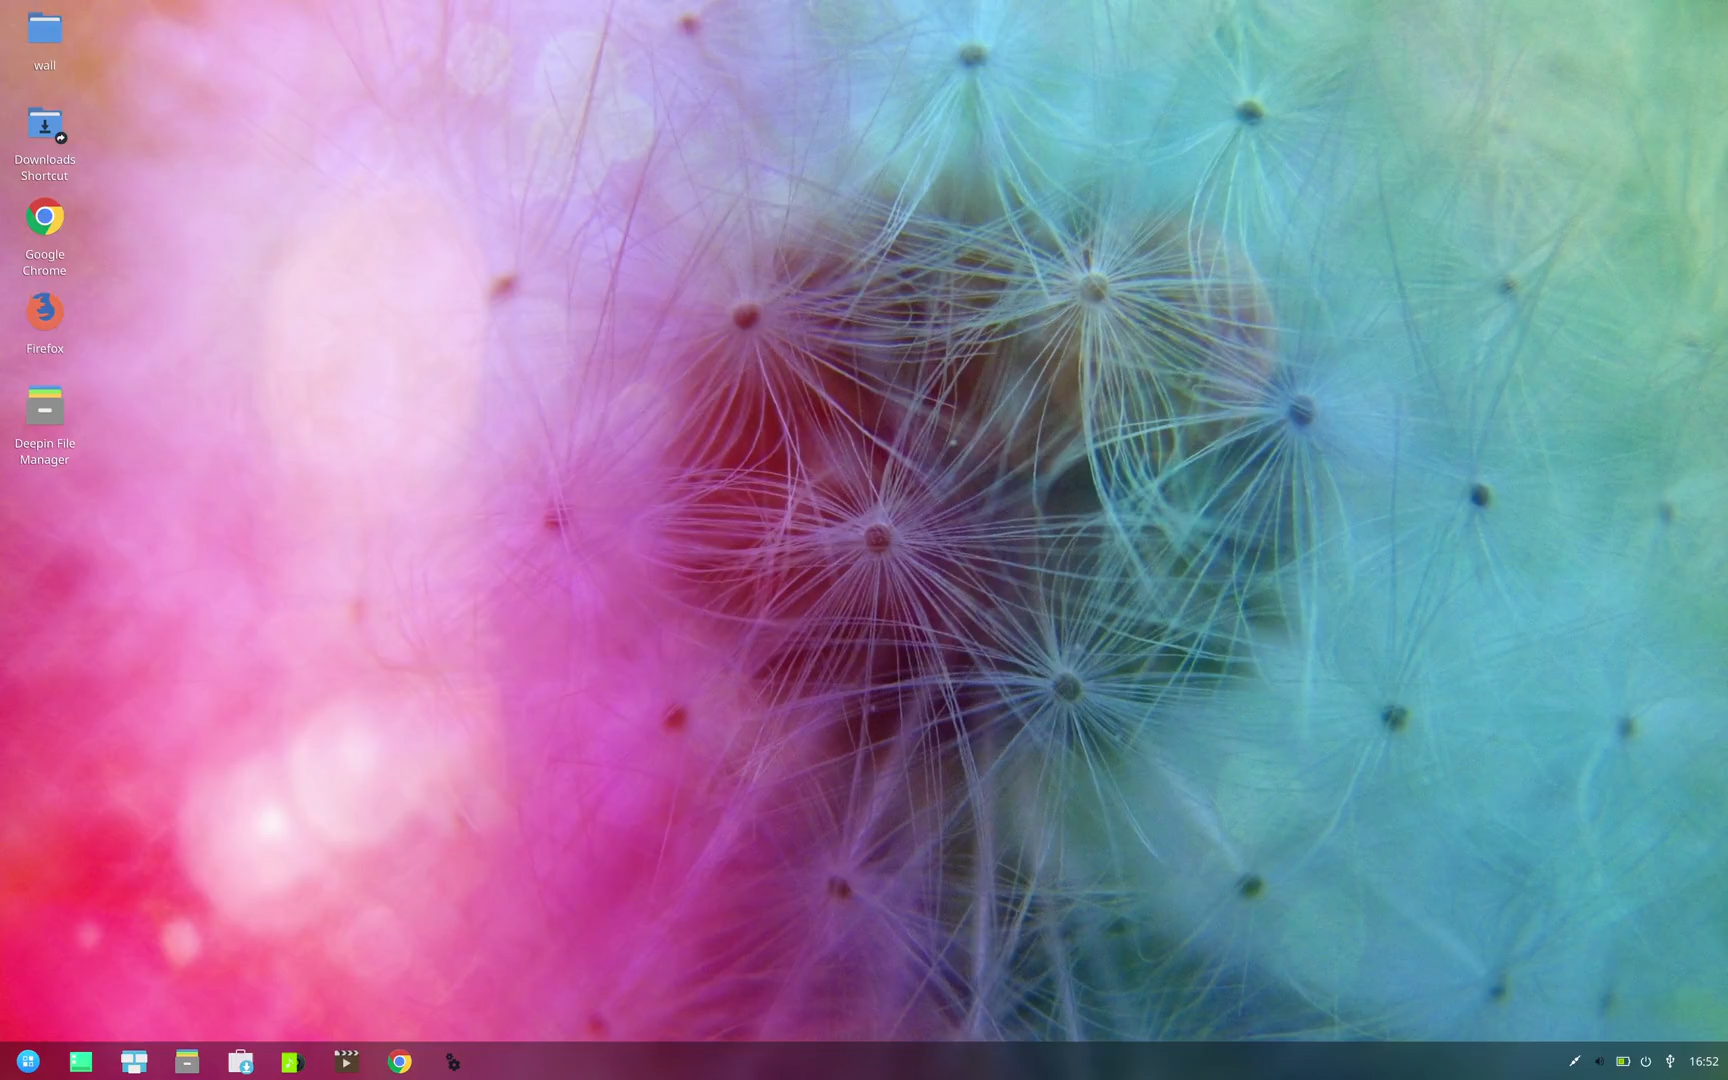 wall
Downloads
Shortcut
Google
Chrome
Firefox
Deepin File
Manager
16:52